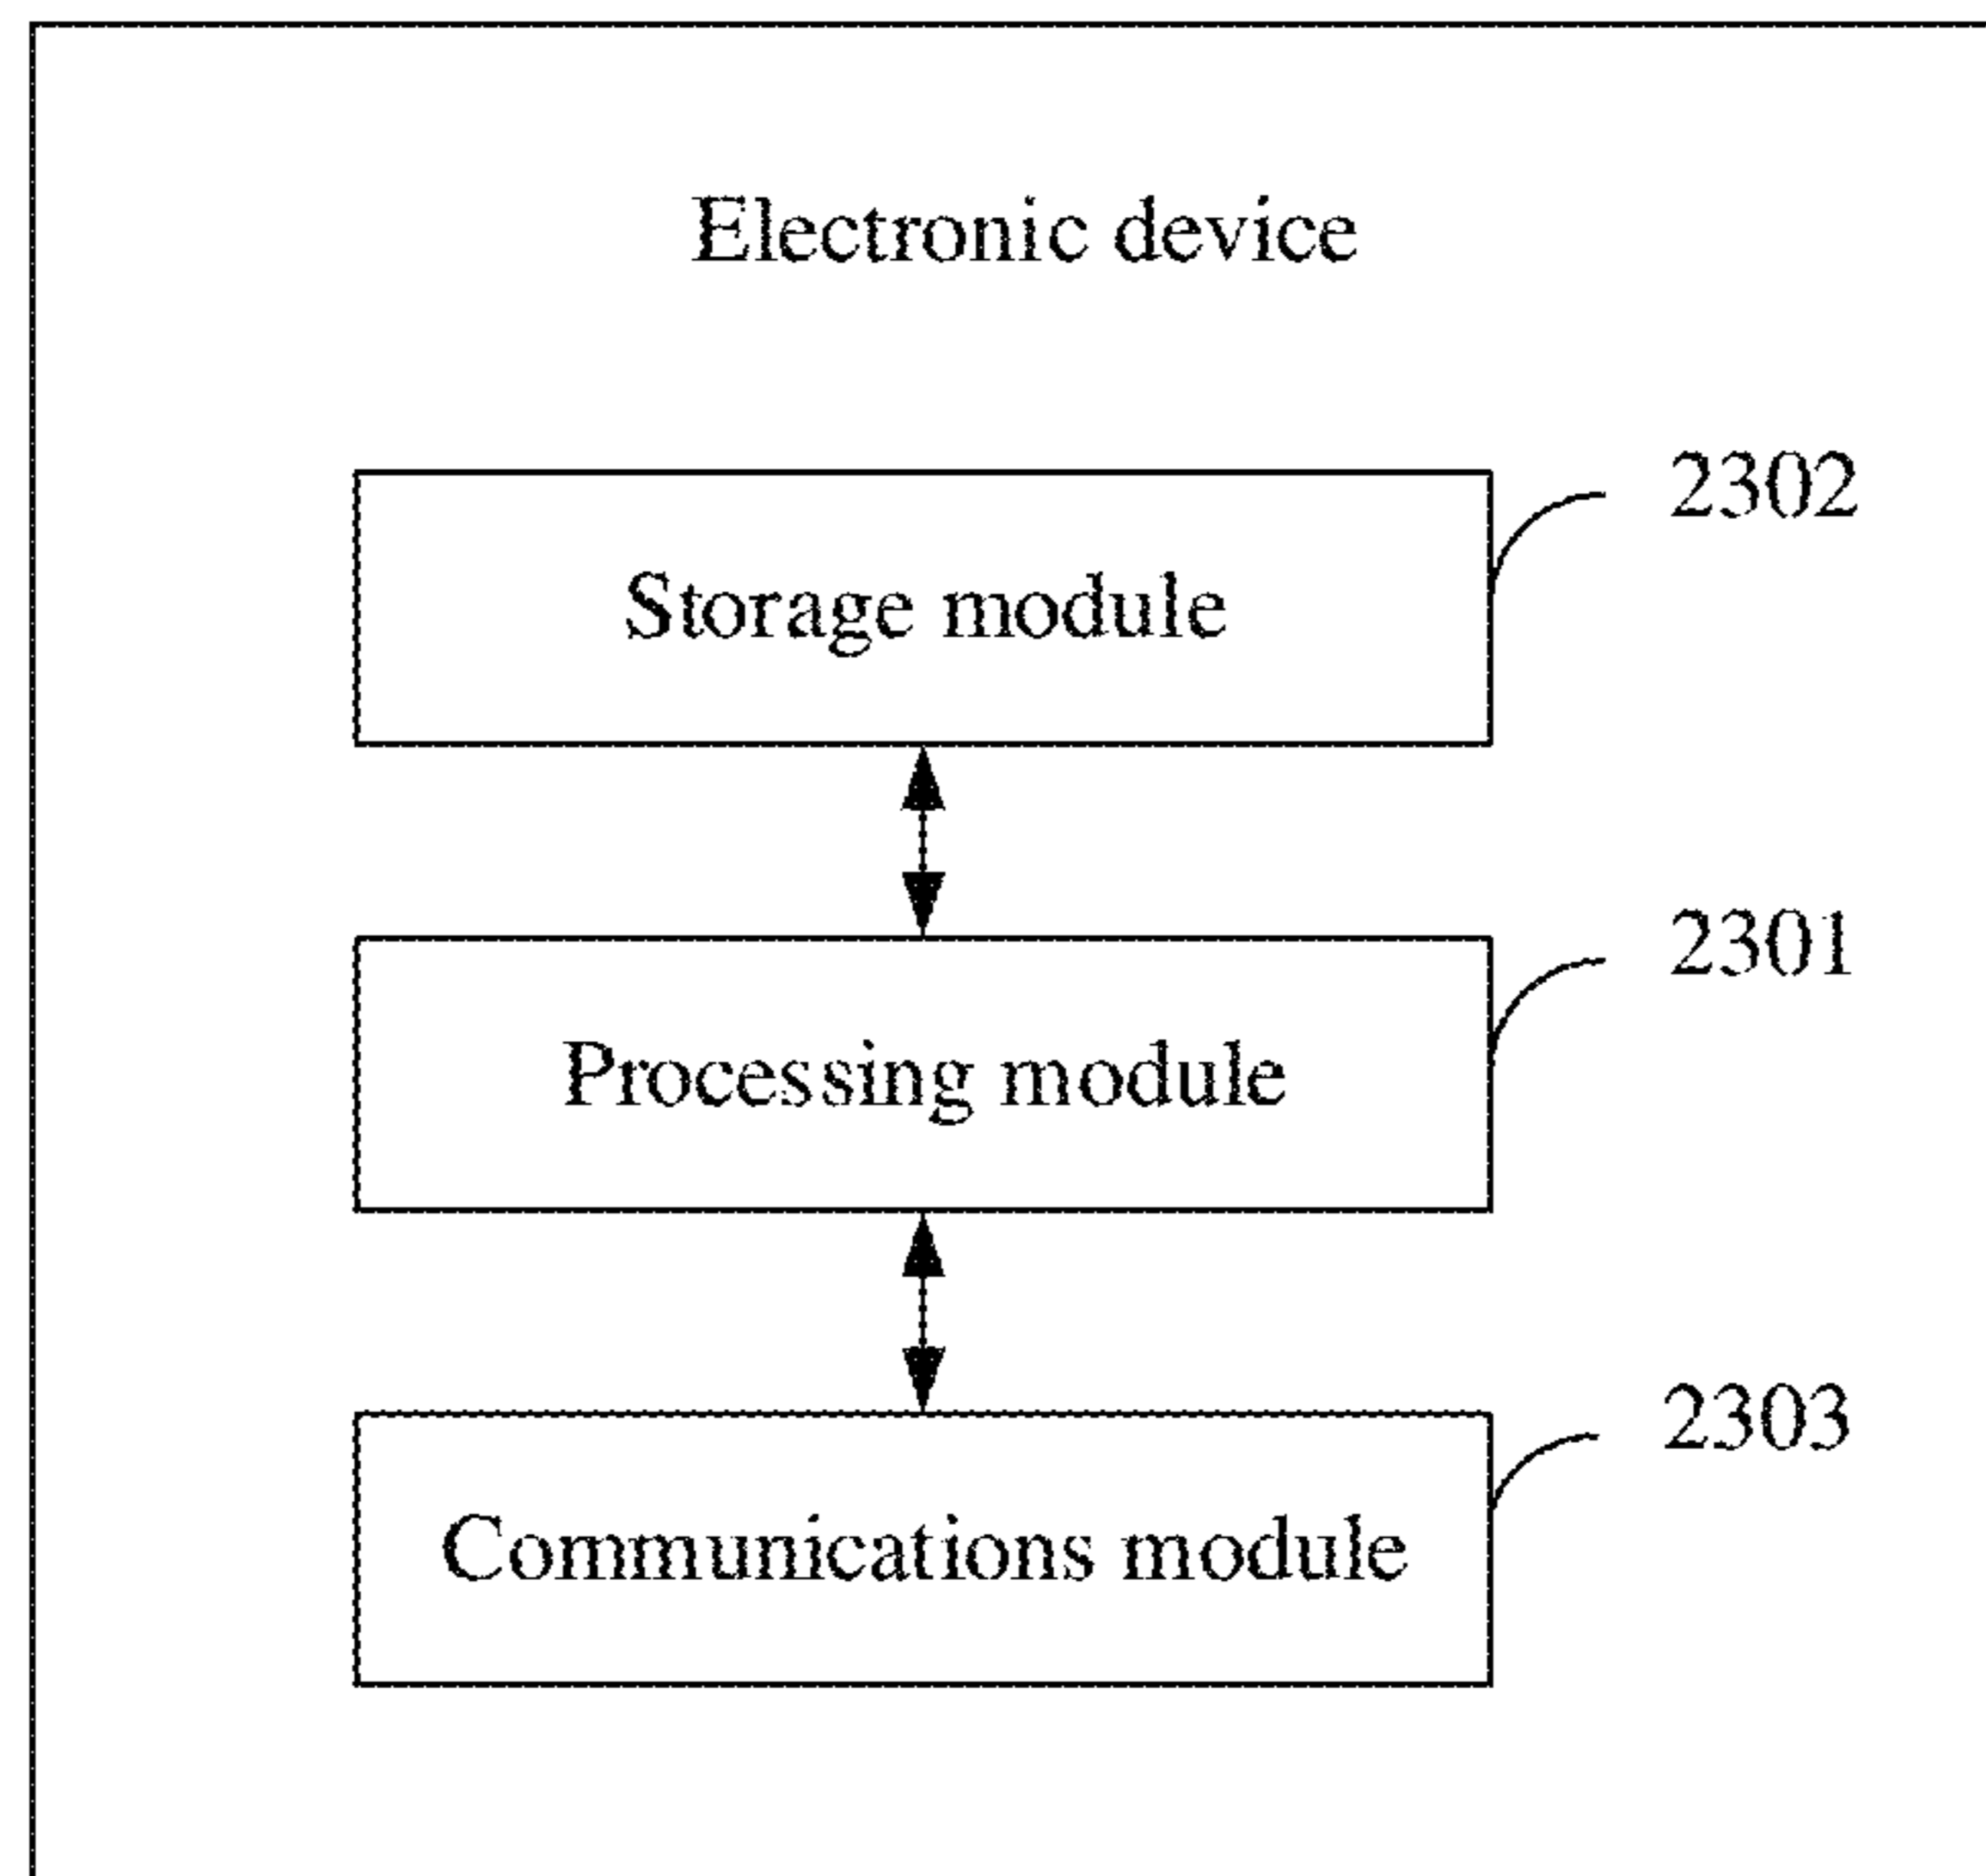 Electronic device
2302
Storage module
2301
Processing module
2303
Communications module